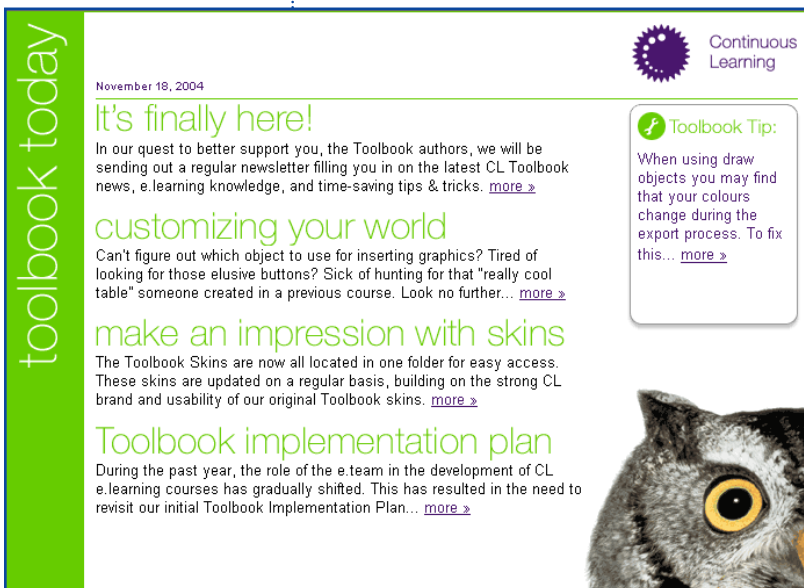 toolbook today
Continuous
Learning
November 18, 2004
It's finally here!
In our quest to better support you, the Toolbook authors, we will be
sending out a regular newsletter filling you in on the latest CL Toolbook
news, e.learning knowledge, and time-saving tips & tricks. more »
customizing your world
Can't figure out which object to use for inserting graphics? Tired of
looking for those elusive buttons? Sick of hunting for that "really cool
table" someone created in a previous course. Look no further... more »
make an impression with skins
The Toolbook Skins are now all located in one folder for easy access.
These skins are updated on a regular basis, building on the strong CL
brand and usability of our original Toolbook skins. more »
Toolbook implementation plan
During the past year, the role of the e.team in the development of CL
e.learning courses has gradually shifted. This has resulted in the need to
revisit our initial Toolbook Implementation Plan... more »
Toolbook Tip:
When using draw
objects you may find
that your colours
change during the
export process. To fix
this... more »